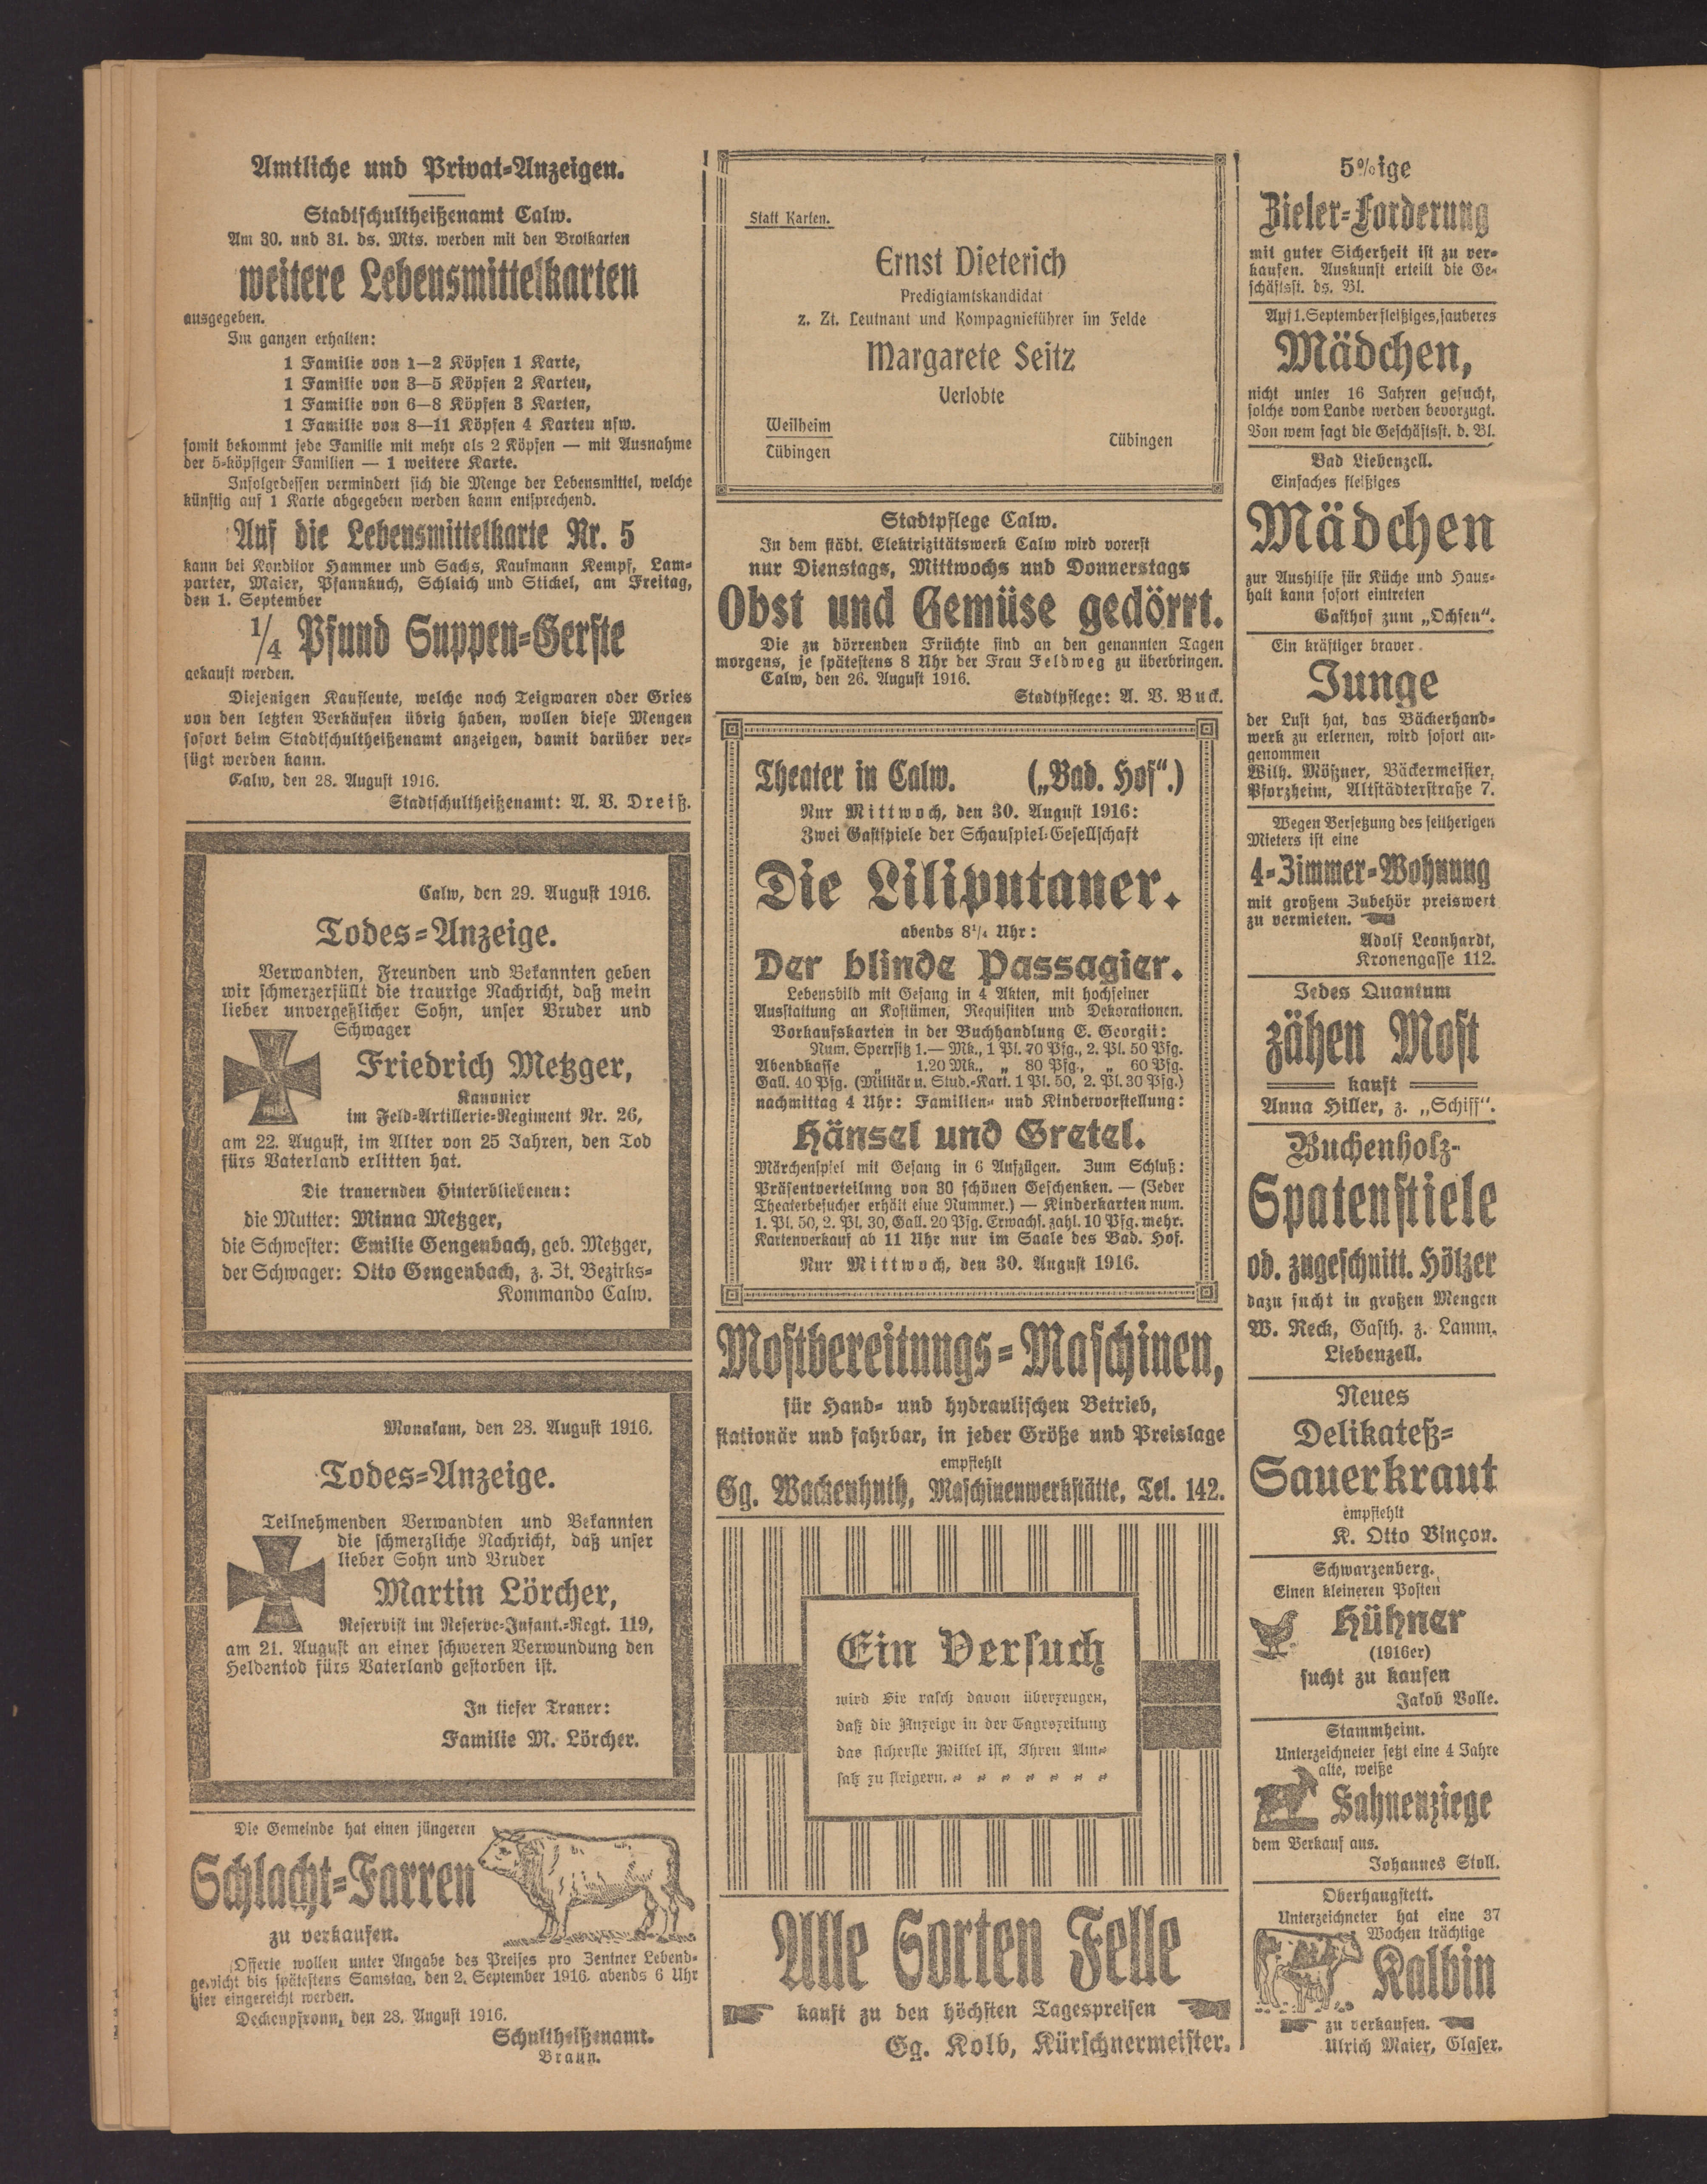 Amtliche und Privat-Anzeigen.
Stadtschultheißenamt Calw.
Am 30. und 31. ds. Mts. werden mit den Brotkarten
weitere Lebensmittelkarten
ausgegeben.
Im ganzen erhalten:
1 Familie von 1—2 Köpfen 1 Karte,
1 Familie von 3—5 Köpfen 2 Karten,
1 Familie von 6—8 Köpfen 3 Karten,
1 Familie von 8—11 Köpfen 4 Karten usw.
somit bekommt jede Familie mit mehr als 2 Köpfen — mit Ausnahme
der 5-köpfigen Familien — 1 weitere Karte.
Infolgedessen vermindert sich die Menge der Lebensmittel, welche
künftig auf 1 Karte abgegeben werden kann entsprechend.
Auf die Lebensmittelkarte Nr. 5
kann bei Konditor Hammer und Sachs, Kaufmann Kempf, Lam-
parter, Maier, Pfannkuch, Schlaich und Stickel, am Freitag,
den 1. September
1/4 Pfund Suppen-Gerste
gekauft werden.
Diejenigen Kaufleute, welche noch Teigwaren oder Gries
von den letzten Verkäufen übrig haben, wollen diese Mengen
sofort beim Stadtschultheißenamt anzeigen, damit darüber ver-
fügt werden kann.
Calw, den 28. August 1916.
Stadtschultheißenamt: A. V. Dreiß.
Calw, den 29. August 1916.
Todes-Anzeige.
Verwandten, Freunden und Bekannten geben
wir schmerzerfüllt die traurige Nachricht, daß mein
lieber unvergeßlicher Sohn, unser Bruder und
Schwager
Friedrich Metzger,
Kanonier
im Feld-Artillerie-Regiment Nr. 26,
am 22. August, im Alter von 25 Jahren, den Tod
fürs Vaterland erlitten hat.
Die trauernden Hinterbliebenen:
die Mutter: Minna Metzger,
die Schwester: Emilie Gengenbach, geb. Metzger,
der Schwager: Otto Gengenbach, z. Zt. Bezirks-
Kommando Calw.
Monakam, den 28. August 1916.
Todes-Anzeige.
Teilnehmenden Verwandten und Bekannten
die schmerzliche Nachricht, daß unser
lieber Sohn und Bruder
Martin Lörcher,
Reservist im Reserve-Infant.-Regt. 119,
am 21. August an einer schweren Verwundung den
Heldentod fürs Vaterland gestorben ist.
In tiefer Trauer:
Familie M. Lörcher.
Die Gemeinde hat einen jüngeren
Schlacht-Farren
zu verkaufen.
Offerte wollen unter Angabe des Preises pro Zentner Lebend-
gewicht bis spätestens Samstag, den 2. September 1916. abends 6 Uhr
hier eingereicht werden.
Deckenpfronn, den 28. August 1916.
Schultheißenamt.
Braun.
Statt Karten.
Ernst Dieterich
Predigtamtskandidat
z. Zt. Leutnant und Kompagnieführer im Felde
Margarete Seitz
Verlobte
Weilheim
Tübingen
Tübingen
Stadtpflege Calw.
In dem städt. Elektrizitätswerk Calw wird vorerst
nur Dienstags, Mittwochs und Donnerstags
Obst und Gemüse gedörrt.
Die zu dörrenden Früchte sind an den genannten Tagen
morgens, je spätestens 8 Uhr der Frau Feldweg zu überbringen.
Calw, den 26. August 1916.
Stadtpflege: A. V. Buck.
Theater in Calw. („Bad. Hof“.)
Nur Mittwoch, den 30. August 1916:
Zwei Gastspiele der Schauspiel-Gesellschaft
Die Liliputaner.
abends 8 1/4 Uhr:
Der blinde Passagier.
Lebensbild mit Gesang in 4 Akten, mit hochfeiner
Ausstattung an Kostümen, Requisiten und Dekorationen.
Vorkaufskarten in der Buchhandlung E. Georgii:
Num. Sperrsitz 1.— Mk., 1 Pl. 70 Pfg., 2. Pl. 50 Pfg.
Abendkasse „ 1.20 Mk., „ 80 Pfg., „ 60 Pfg.
Gall. 40 Pfg. (Militär u. Stud.-Kart. 1 Pl. 50, 2. Pl. 30 Pfg.)
nachmittag 4 Uhr: Familien- und Kindervorstellung:
Hänsel und Gretel.
Märchenspiel mit Gesang in 6 Aufzügen. Zum Schluß:
Präsentverteilung von 30 schönen Geschenken. — (Jeder
Theaterbesucher erhält eine Nummer.) — Kinderkarten num.
1. Pl. 50, 2. Pl. 30, Gall. 20 Pfg. Erwachs. zahl. 10 Pfg. mehr.
Kartenverkauf ab 11 Uhr nur im Saale des Bad. Hof.
Nur Mittwoch, den 30. August 1916.
Mostbereitungs-Maschinen,
für Hand- und hydraulischen Betrieb,
stationär und fahrbar, in jeder Größe und Preislage
empfiehlt
Gg. Wackenhuth, Maschinenwerkstätte, Tel. 142.
Ein Versuch
wird Sie rasch davon überzeugen,
daß die Anzeige in der Tageszeitung
das sicherste Mittel ist, Ihren Um-
satz zu steigern.
Alle Sorten Felle
kauft zu den höchsten Tagespreisen
Gg. Kolb, Kürschnermeister.
5%ige
Zieler-Forderung
mit guter Sicherheit ist zu ver-
kaufen. Auskunft erteilt die Ge-
schäftsst. ds. Bl.
Auf 1. September fleißiges, sauberes
Mädchen,
nicht unter 16 Jahren gesucht,
solche vom Lande werden bevorzugt.
Von wem sagt die Geschäftsst. d. Bl.
Bad Liebenzell.
Einfaches fleißiges
Mädchen
zur Aushilfe für Küche und Haus-
halt kann sofort eintreten
Gasthof zum „Ochsen“.
Ein kräftiger braver
Junge
der Lust hat, das Bäckerhand-
werk zu erlernen, wird sofort an-
genommen
Wilh. Mößner, Bäckermeister,
Pforzheim, Altstädterstraße 7.
Wegen Versetzung des seitherigen
Mieters ist eine
4-Zimmer-Wohnung
mit großem Zubehör preiswert
zu vermieten.
Adolf Leonhardt,
Kronengasse 112.
Jedes Quantum
zähen Most
kauft
Anna Hiller, z. „Schiff“.
Buchenholz-
Spatenstiele
od. zugeschnitt. Hölzer
dazu sucht in großen Mengen
W. Reck, Gasth. z. Lamm,
Liebenzell.
Neues
Delikateß-
Sauerkraut
empfiehlt
K. Otto Vinçon.
Schwarzenberg.
Einen kleineren Posten
Hühner
(1916er)
sucht zu kaufen
Jakob Volle.
Stammheim.
Unterzeichneter setzt eine 4 Jahre
alte, weiße
Sahnenziege
dem Verkauf aus.
Johannes Stoll.
Oberhaugstett.
Unterzeichneter hat eine 37
Wochen trächtige
Kalbin
zu verkaufen.
Ulrich Maier, Glaser.